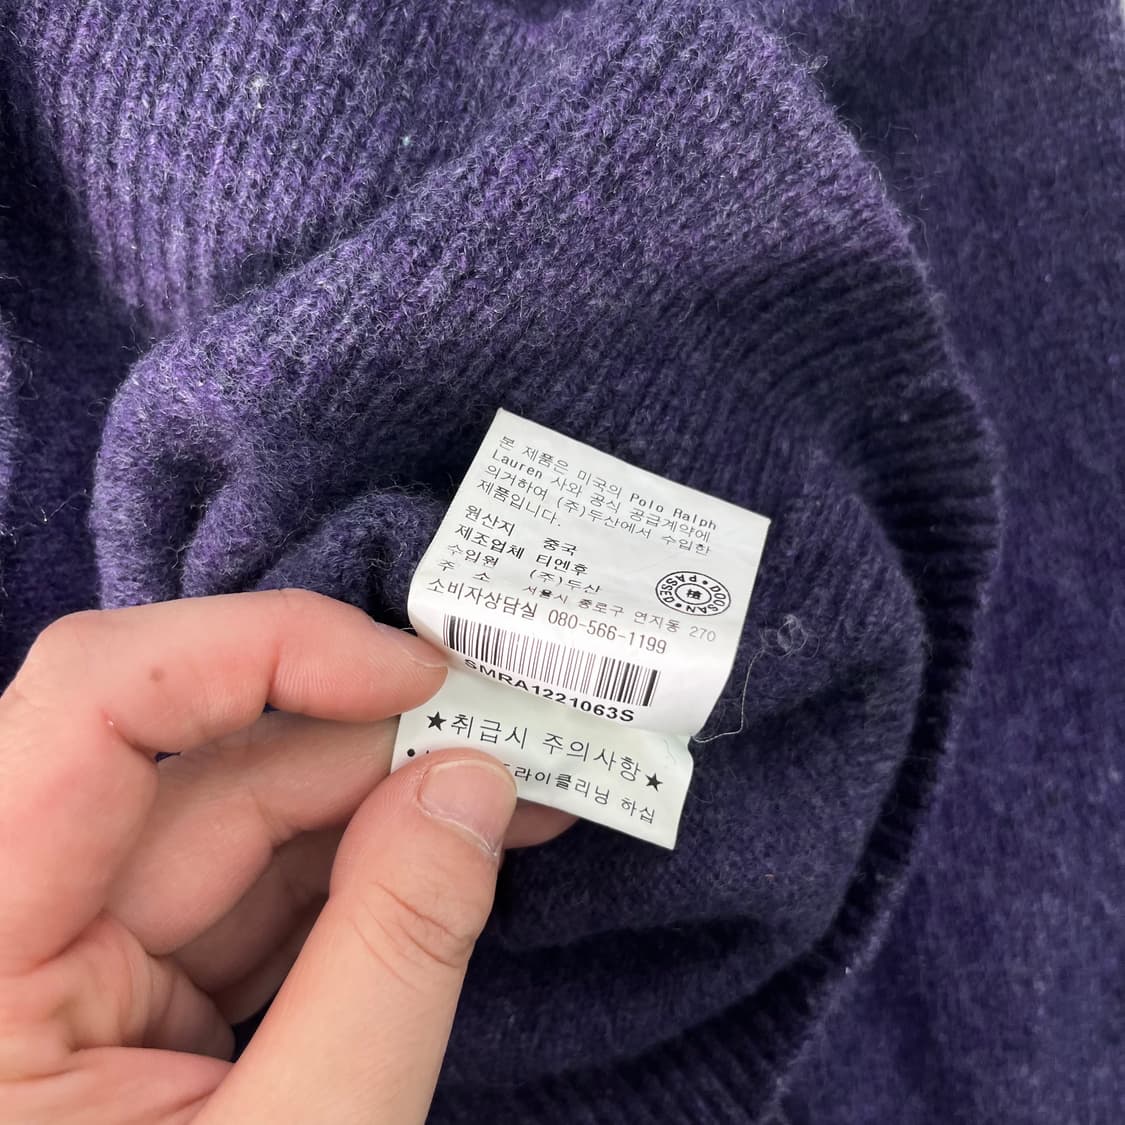 본 제품은 미국의 Polo Ralph
Lauren 사와 공식 공급계약에
의거하여 (주)두산에서 수입한
제품입니다.
원산지 중국
제조업체 티엔후
수입원 (주)두산
주 소 서울시 종로구 연지동 270
소비자상담실 080-566-1199
DOOSAN • PASSED •
檢
SMRA1221063S
★취급시 주의사항★
드라이클리닝 하십